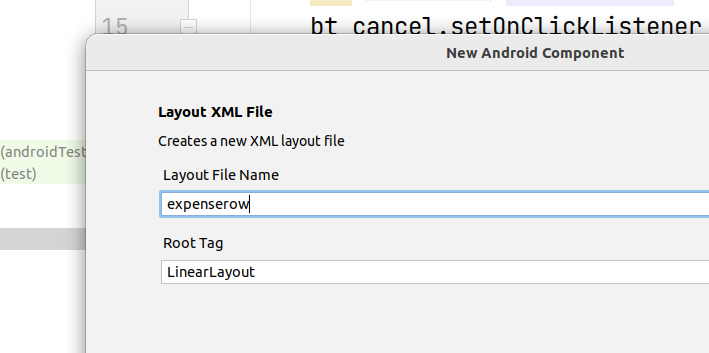 15
bt_cancel.setOnClickListener
New Android Component
Layout XML File
Creates a new XML layout file
(androidTest
(test)
Layout File Name
expenserow
Root Tag
LinearLayout